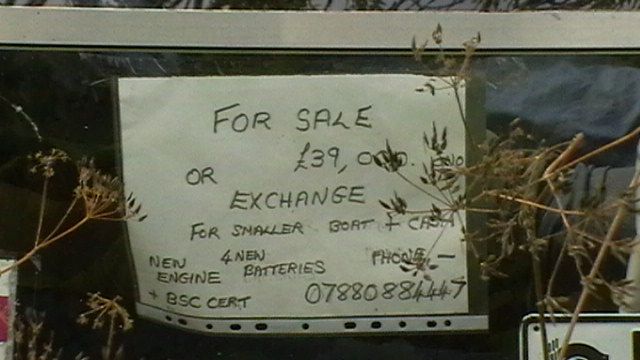 FOR SALE
£39,000. ONO
OR
EXCHANGE
FOR SMALLER BOAT + CASH
NEW ENGINE
4 NEW BATTERIES
PHONE —
+ BSC CERT
07880884447